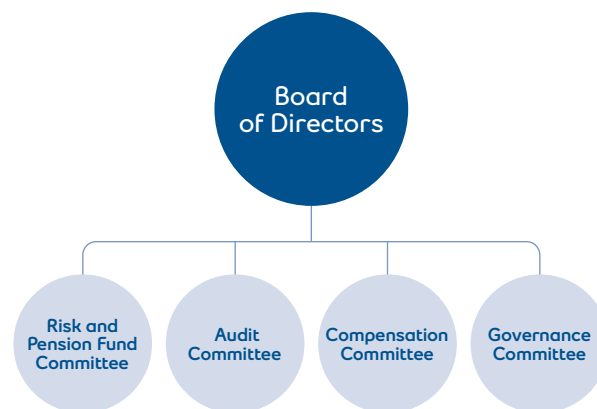 Board
of Directors
Risk and
Pension Fund
Committee
Audit
Committee
Compensation
Committee
Governance
Committee